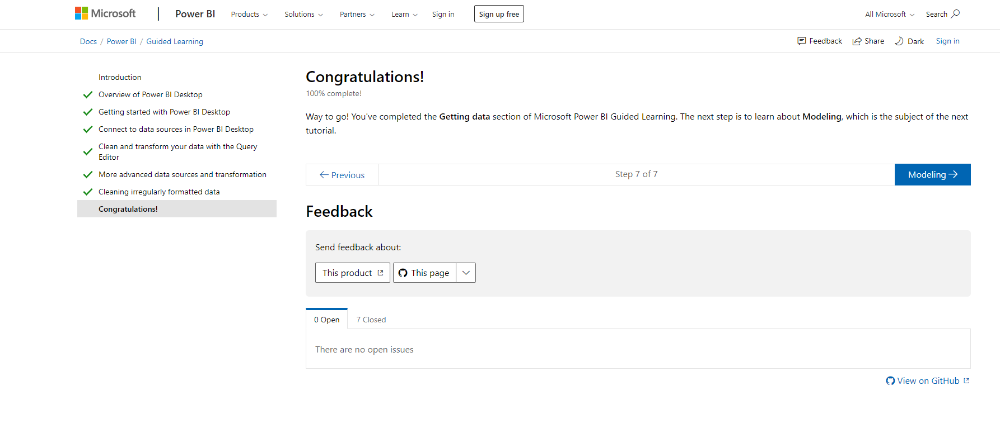 Microsoft Power BI Products Solutions Partners Learn Sign in Sign up free All Microsoft Search
Docs / Power BI / Guided Learning Feedback Share Dark Sign in
Introduction
Overview of Power BI Desktop
Getting started with Power BI Desktop
Connect to data sources in Power BI Desktop
Clean and transform your data with the Query
Editor
More advanced data sources and transformation
Cleaning irregularly formatted data
Congratulations!
Congratulations!
100% complete!
Way to go! You've completed the Getting data section of Microsoft Power BI Guided Learning. The next step is to learn about Modeling, which is the subject of the next
tutorial.
Previous Step 7 of 7 Modeling
Feedback
Send feedback about:
This product This page
0 Open 7 Closed
There are no open issues
View on GitHub